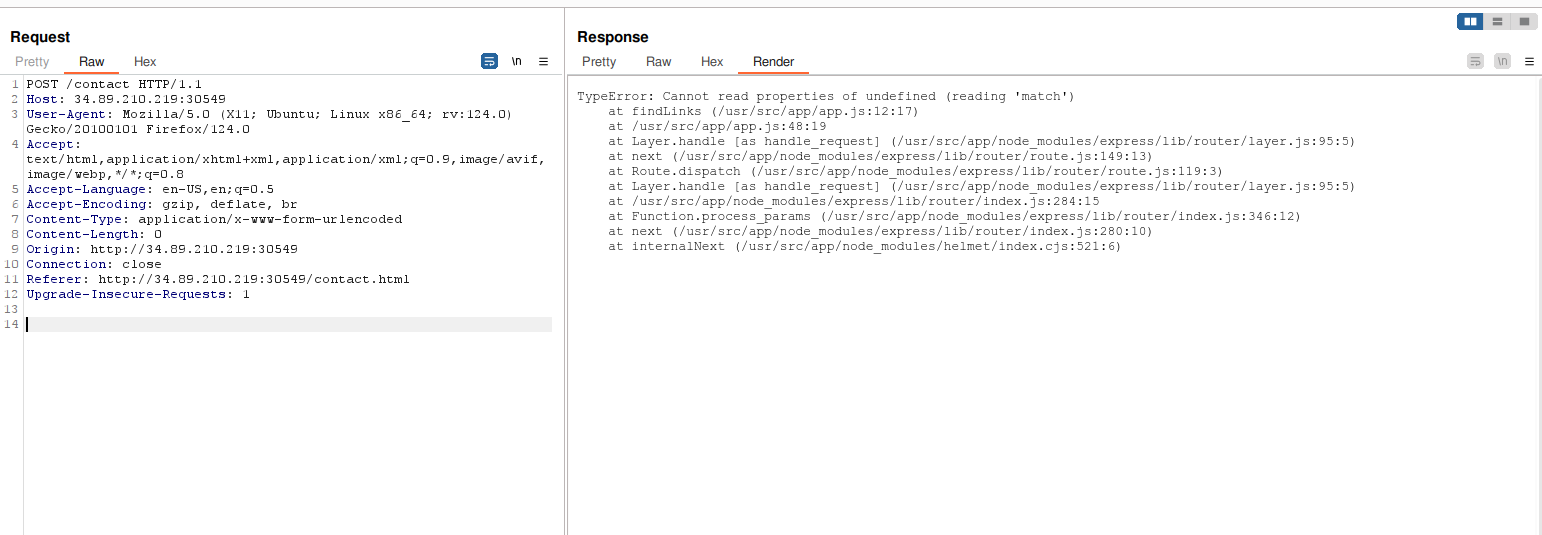 Request
Pretty Raw Hex \n
1 POST /contact HTTP/1.1
2 Host: 34.89.210.219:30549
3 User-Agent: Mozilla/5.0 (X11; Ubuntu; Linux x86_64; rv:124.0)
Gecko/20100101 Firefox/124.0
4 Accept:
text/html,application/xhtml+xml,application/xml;q=0.9,image/avif,
image/webp,*/*;q=0.8
5 Accept-Language: en-US,en;q=0.5
6 Accept-Encoding: gzip, deflate, br
7 Content-Type: application/x-www-form-urlencoded
8 Content-Length: 0
9 Origin: http://34.89.210.219:30549
10 Connection: close
11 Referer: http://34.89.210.219:30549/contact.html
12 Upgrade-Insecure-Requests: 1
13
14
Response
Pretty Raw Hex Render \n
TypeError: Cannot read properties of undefined (reading 'match')
    at findLinks (/usr/src/app/app.js:12:17)
    at /usr/src/app/app.js:48:19
    at Layer.handle [as handle_request] (/usr/src/app/node_modules/express/lib/router/layer.js:95:5)
    at next (/usr/src/app/node_modules/express/lib/router/route.js:149:13)
    at Route.dispatch (/usr/src/app/node_modules/express/lib/router/route.js:119:3)
    at Layer.handle [as handle_request] (/usr/src/app/node_modules/express/lib/router/layer.js:95:5)
    at /usr/src/app/node_modules/express/lib/router/index.js:284:15
    at Function.process_params (/usr/src/app/node_modules/express/lib/router/index.js:346:12)
    at next (/usr/src/app/node_modules/express/lib/router/index.js:280:10)
    at internalNext (/usr/src/app/node_modules/helmet/index.cjs:521:6)